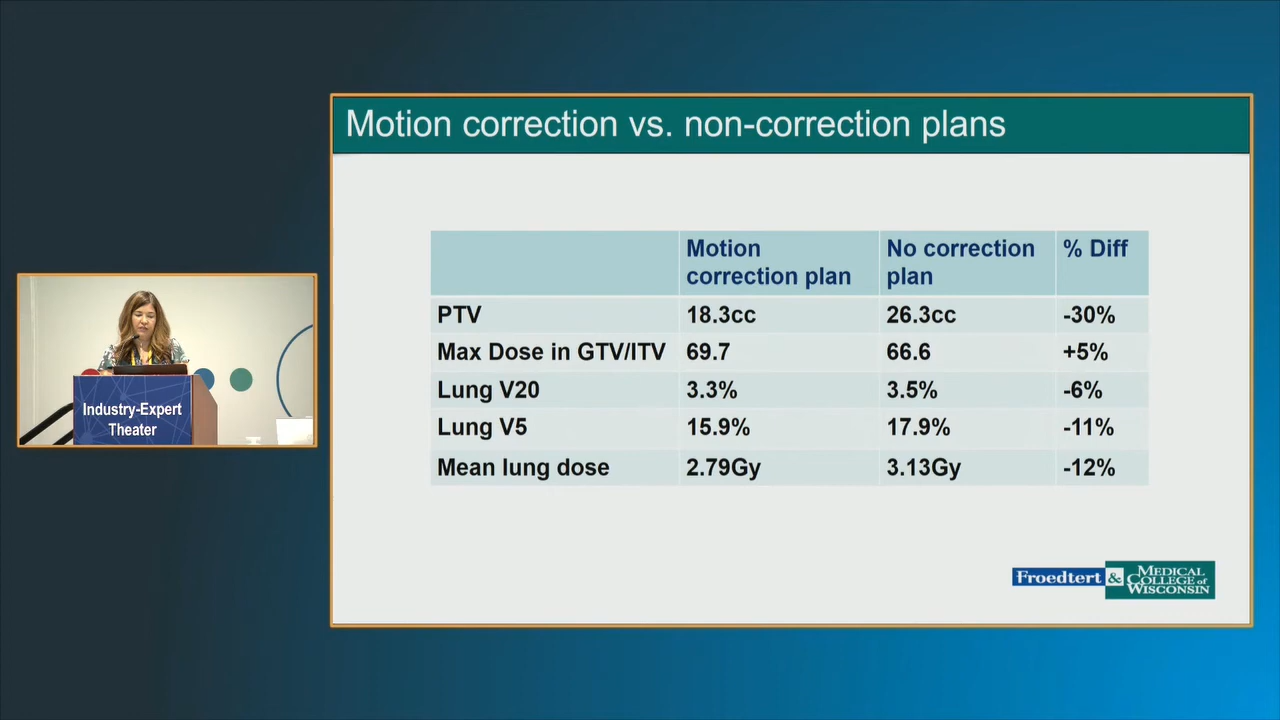 Motion correction vs. non-correction plans
Motion correction plan No correction plan % Diff
PTV 18.3cc 26.3cc -30%
Max Dose in GTV/ITV 69.7 66.6 +5%
Lung V20 3.3% 3.5% -6%
Lung V5 15.9% 17.9% -11%
Mean lung dose 2.79Gy 3.13Gy -12%
Industry-Expert
Theater
Froedtert & MEDICAL
COLLEGE of
WISCONSIN